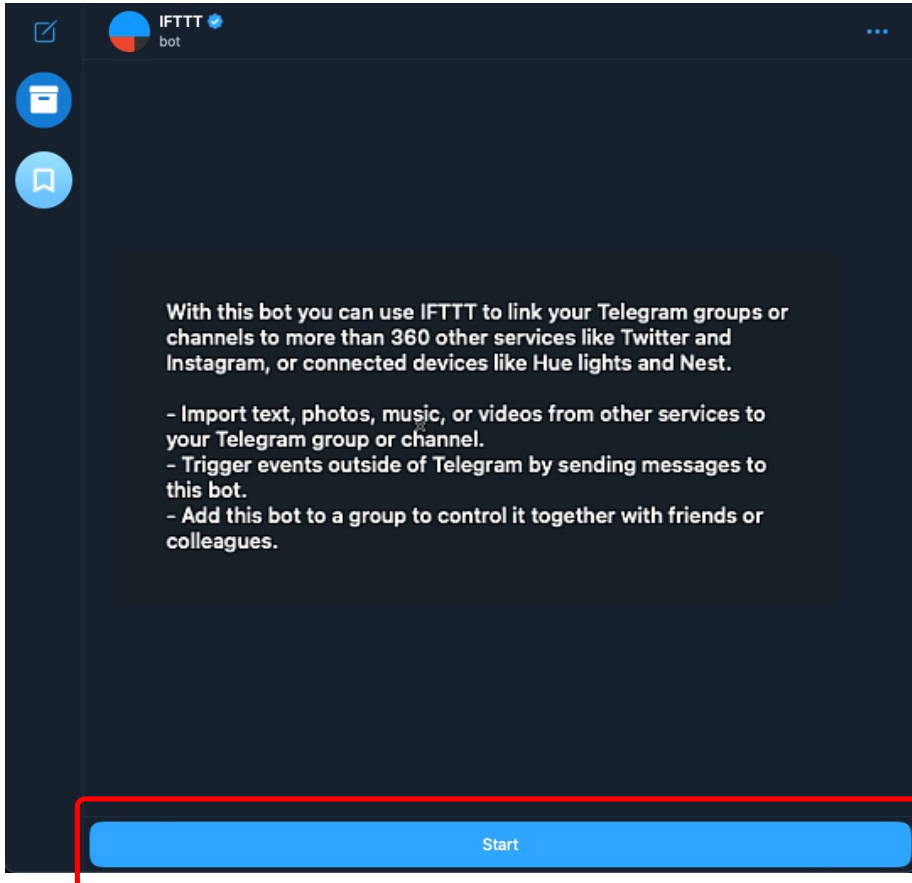 IFTTT
bot
With this bot you can use IFTTT to link your Telegram groups or
channels to more than 360 other services like Twitter and
Instagram, or connected devices like Hue lights and Nest.
– Import text, photos, music, or videos from other services to
your Telegram group or channel.
– Trigger events outside of Telegram by sending messages to
this bot.
– Add this bot to a group to control it together with friends or
colleagues.
Start